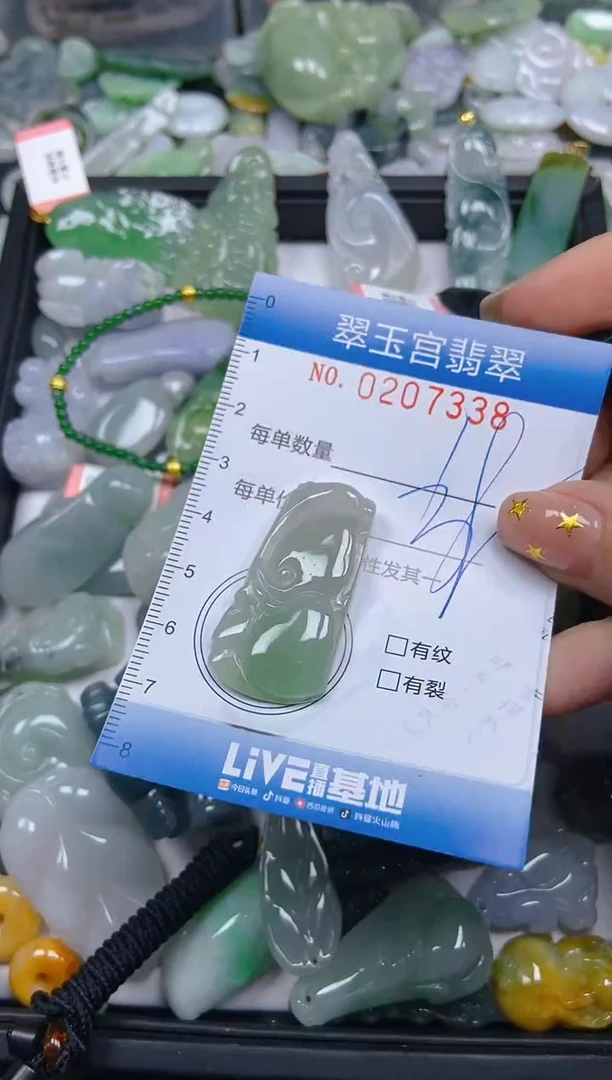 0
1
2
3
4
5
6
7
8
翠玉宫翡翠
NO. 0207338
每单数量
每单
性发其一
□有纹
□有裂
LIVE直播基地
今日头条 抖音 西瓜视频 抖音火山版